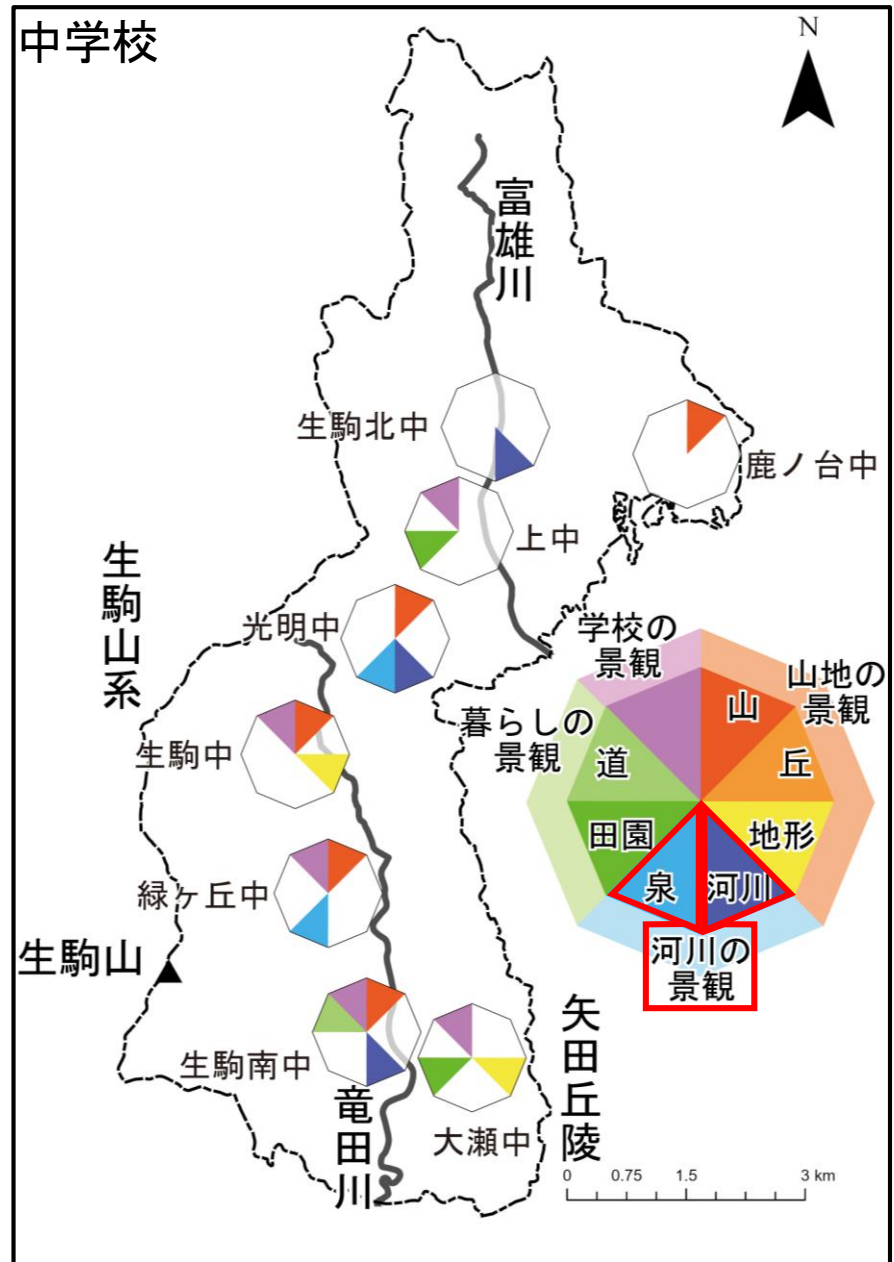 中学校
N
富雄川
生駒北中
鹿ノ台中
上中
生駒山系
光明中
学校の
景観
山地の
景観
暮らしの
景観
山
道
丘
田園
地形
泉
河川
河川の
景観
生駒中
緑ヶ丘中
生駒山
生駒南中
竜田川
大瀬中
矢田丘陵
0 0.75 1.5 3 km